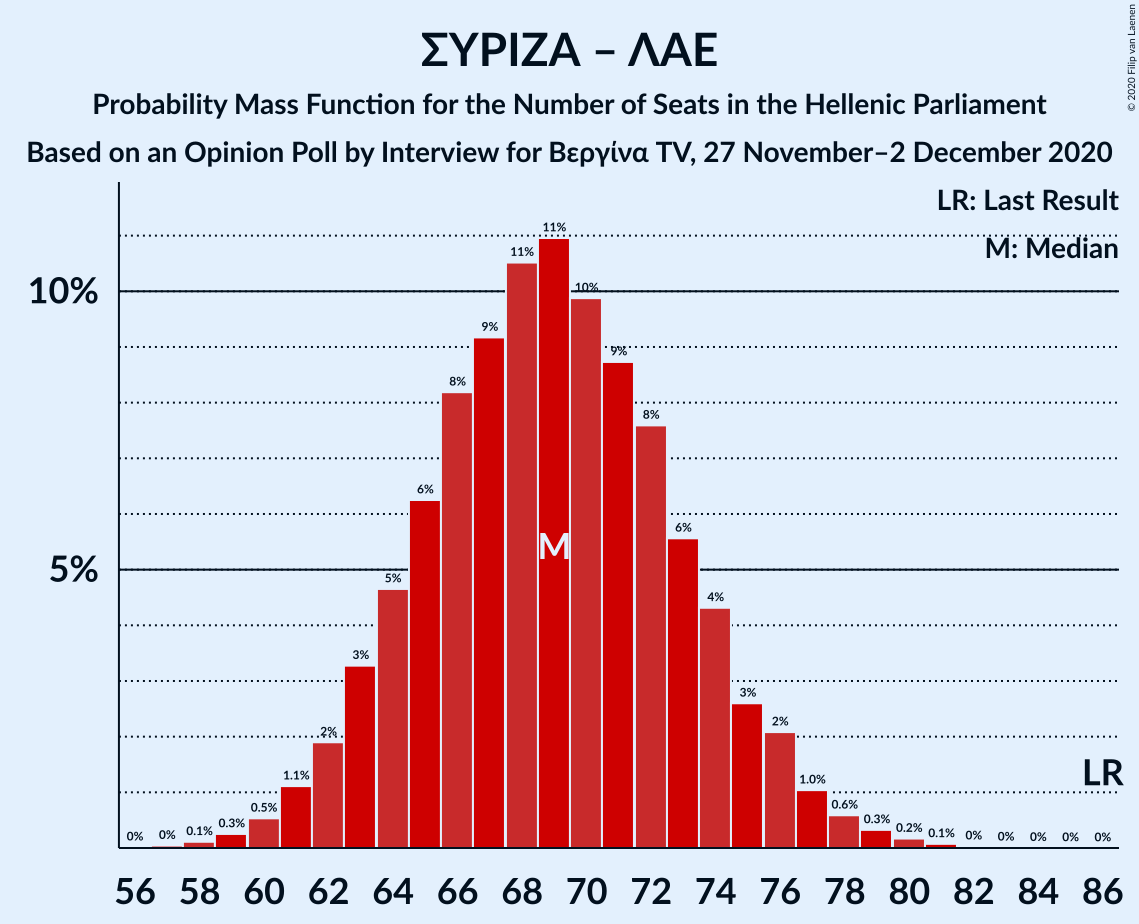 ΣΥΡΙΖΑ – ΛΑΕ
Probability Mass Function for the Number of Seats in the Hellenic Parliament
Based on an Opinion Poll by Interview for Βεργίνα TV, 27 November–2 December 2020
© 2020 Filip van Laenen
LR: Last Result
M: Median
10%
5%
0% 0% 0.1% 0.3% 0.5% 1.1% 2% 3% 5% 6% 8% 9% 11% 11% 10% 9% 8% 6% 4% 3% 2% 1.0% 0.6% 0.3% 0.2% 0.1% 0% 0% 0% 0% 0%
M
LR
56 58 60 62 64 66 68 70 72 74 76 78 80 82 84 86